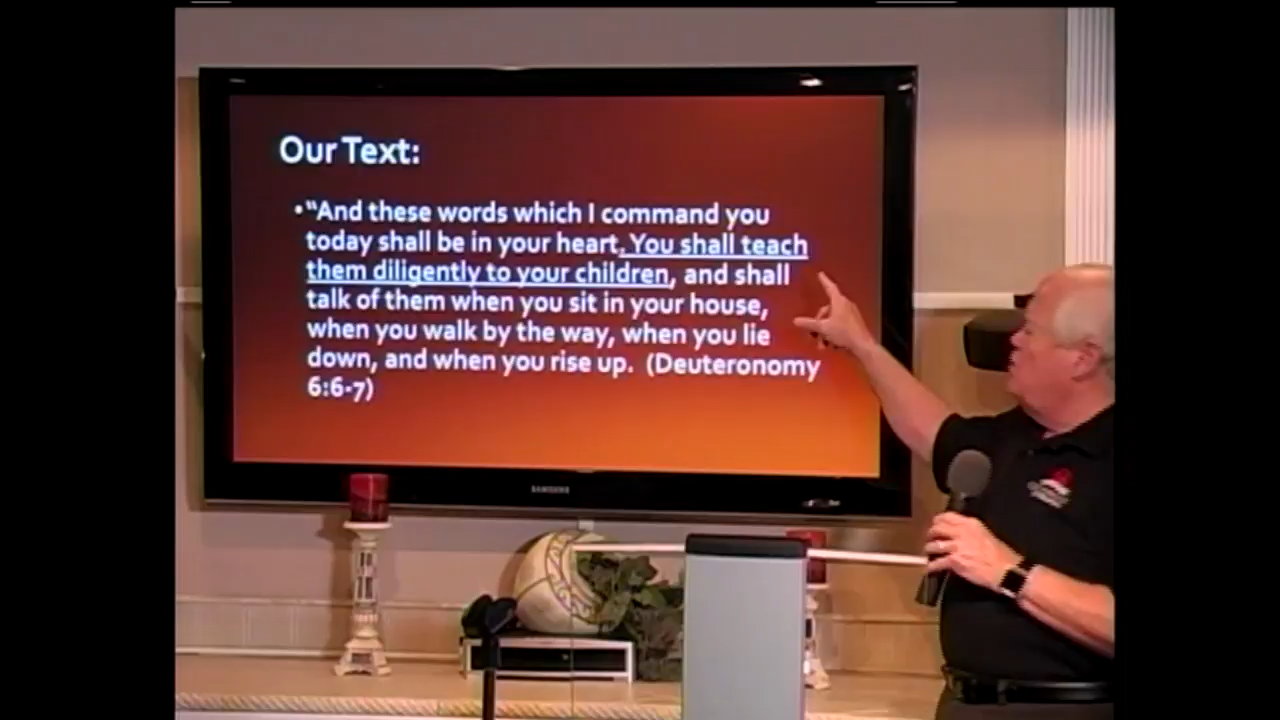 Our Text:
•"And these words which I command you
today shall be in your heart. You shall teach
them diligently to your children, and shall
talk of them when you sit in your house,
when you walk by the way, when you lie
down, and when you rise up. (Deuteronomy
6:6-7)
SAMSUNG